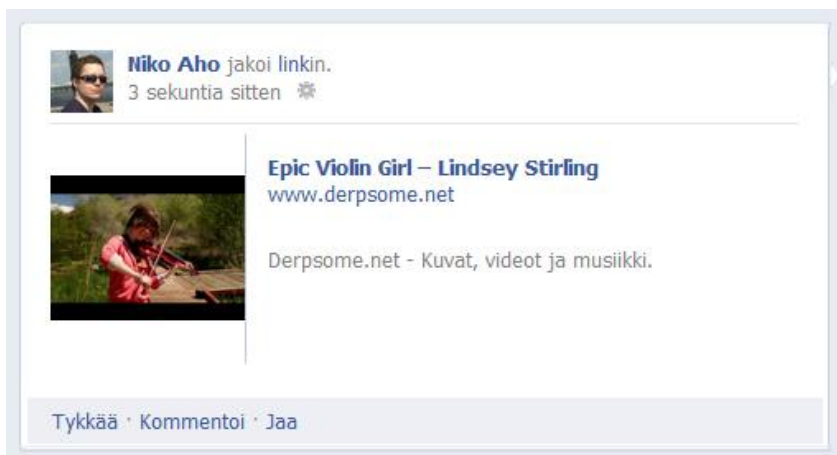 Niko Aho jakoi linkin.
3 sekuntia sitten
Epic Violin Girl – Lindsey Stirling
www.derpsome.net
Derpsome.net - Kuvat, videot ja musiikki.
Tykkää · Kommentoi · Jaa